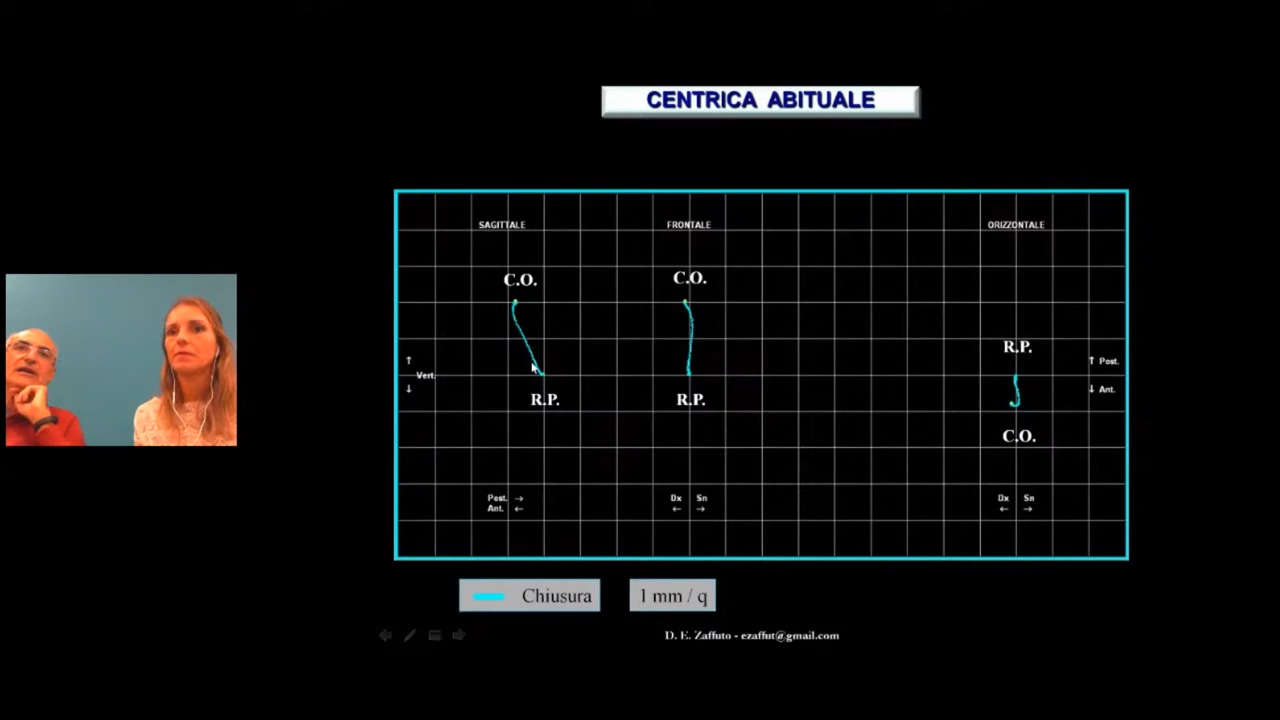 CENTRICA ABITUALE
SAGITTALE FRONTALE ORIZZONTALE
C.O. C.O.
R.P.
↑ ↑ Post.
Vert.
↓ ↓ Ant.
R.P. R.P.
C.O.
Post. → Dx Sn Dx Sn
Ant. ← ← → ← →
Chiusura 1 mm / q
D. E. Zaffuto - ezaffut@gmail.com